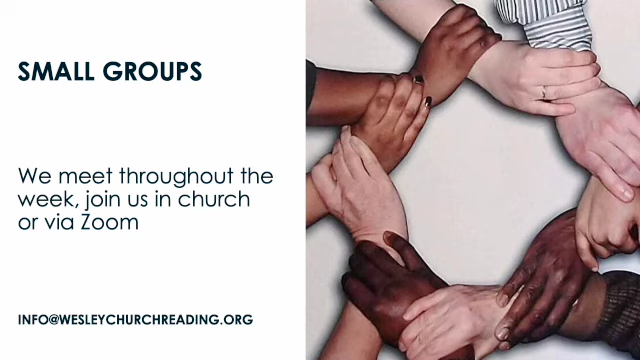 SMALL GROUPS
We meet throughout the
week, join us in church
or via Zoom
INFO@WESLEYCHURCHREADING.ORG